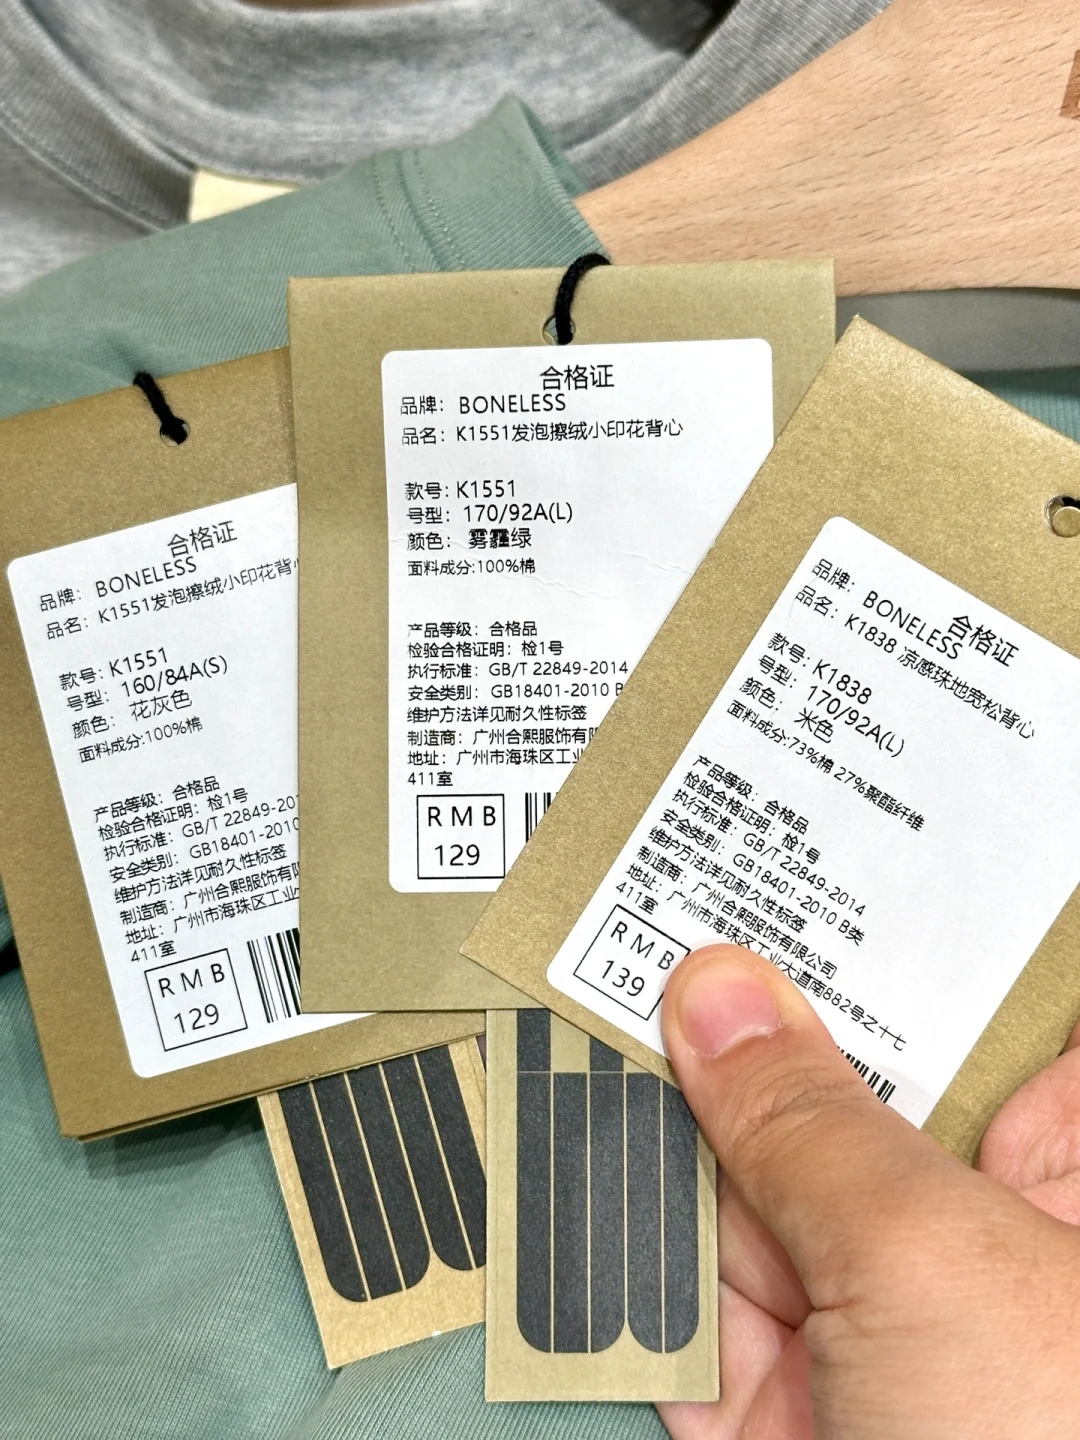 合格证
品牌: BONELESS
品名: K1551发泡擦绒小印花背
款号: K1551
号型: 160/84A(S)
颜色: 花灰色
面料成分:100%棉
产品等级: 合格品
检验合格证明: 检1号
执行标准: GB/T 22849-201
安全类别: GB18401-2010
维护方法详见耐久性标签
制造商: 广州合熙服饰有
地址: 广州市海珠区工业
411室
RMB
129
合格证
品牌: BONELESS
品名: K1551发泡擦绒小印花背心
款号: K1551
号型: 170/92A(L)
颜色: 雾霾绿
面料成分:100%棉
产品等级: 合格品
检验合格证明: 检1号
执行标准: GB/T 22849-2014
安全类别: GB18401-2010 B
维护方法详见耐久性标签
制造商: 广州合熙服饰有
地址: 广州市海珠区工业
411室
RMB
129
合格证
品牌: BONELESS
品名: K1838 凉感珠地宽松背心
款号: K1838
号型: 170/92A(L)
颜色: 米色
面料成分:73%棉 27%聚酯纤维
产品等级: 合格品
检验合格证明: 检1号
执行标准: GB/T 22849-2014
安全类别: GB18401-2010 B类
维护方法详见耐久性标签
制造商: 广州合熙服饰有限公司
地址: 广州市海珠区工业大道南882号之十七
411室
RMB
139